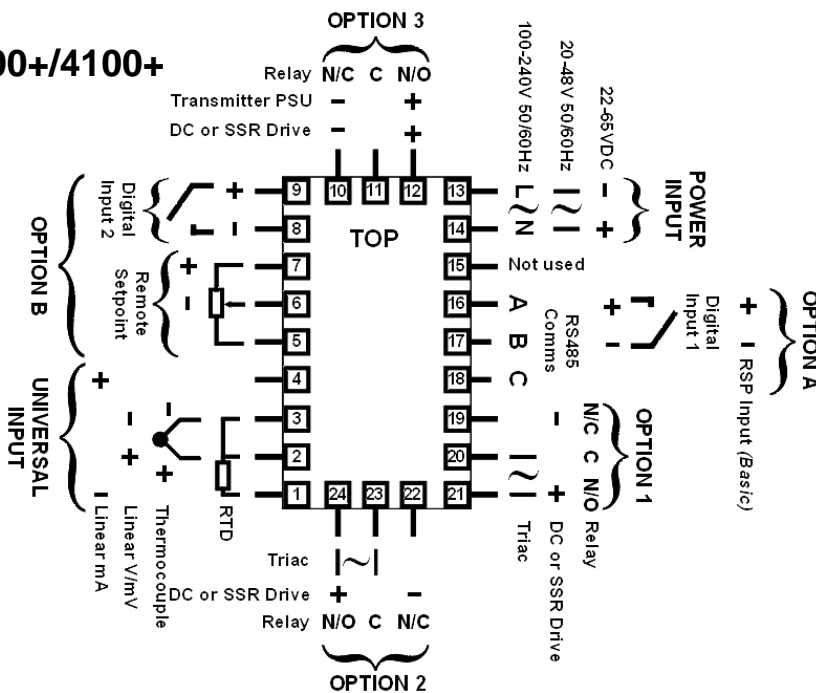 00+/4100+
OPTION 3
Relay N/C C N/O
Transmitter PSU − +
DC or SSR Drive − +
100-240V 50/60Hz
20-48V 50/60Hz
22-65VDC
L ~ N
~
− +
POWER INPUT
9 10 11 12 13
8 TOP 14
7 15 Not used
6 16 A
5 17 B
4 18 C
3 19
2 20
1 24 23 22 21
OPTION B
Digital Input 2
+ −
Remote Setpoint
+ −
UNIVERSAL INPUT
+
− Linear mA
−
+ Linear V/mV
−
+ Thermocouple
RTD
RS485 Comms
+ −
Digital Input 1
+ − RSP Input (Basic)
OPTION A
OPTION 1
N/C C N/O Relay
− + DC or SSR Drive
~ Triac
Triac ~
DC or SSR Drive + −
Relay N/O C N/C
OPTION 2